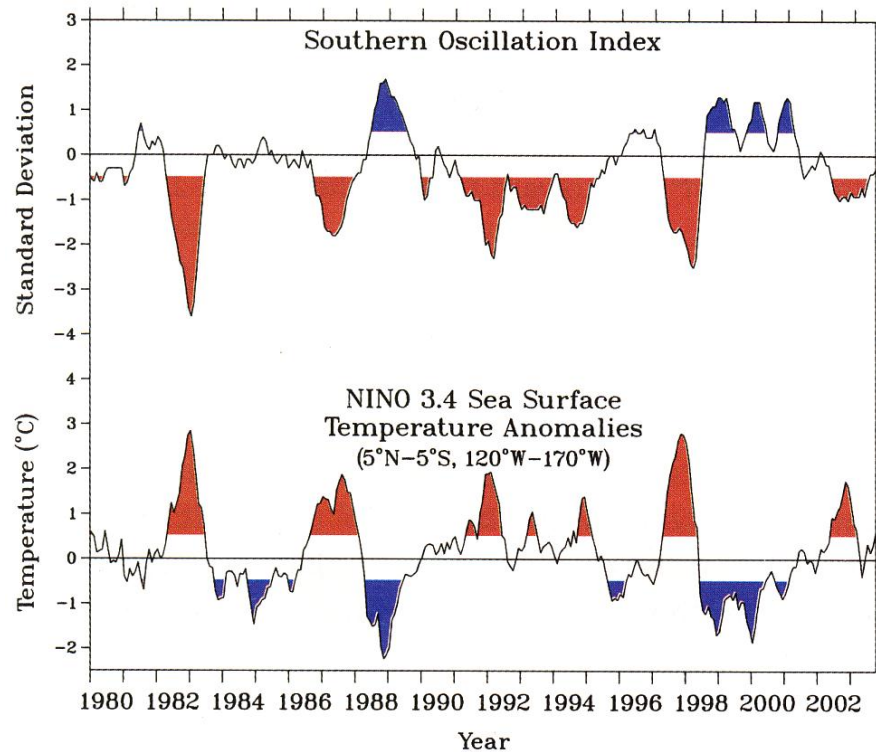 3
Southern Oscillation Index
2
1
0
-1
-2
-3
-4
Standard Deviation
4
3
2
1
0
-1
-2
Temperature (°C)
NINO 3.4 Sea Surface
Temperature Anomalies
(5°N-5°S, 120°W-170°W)
1980 1982 1984 1986 1988 1990 1992 1994 1996 1998 2000 2002
Year